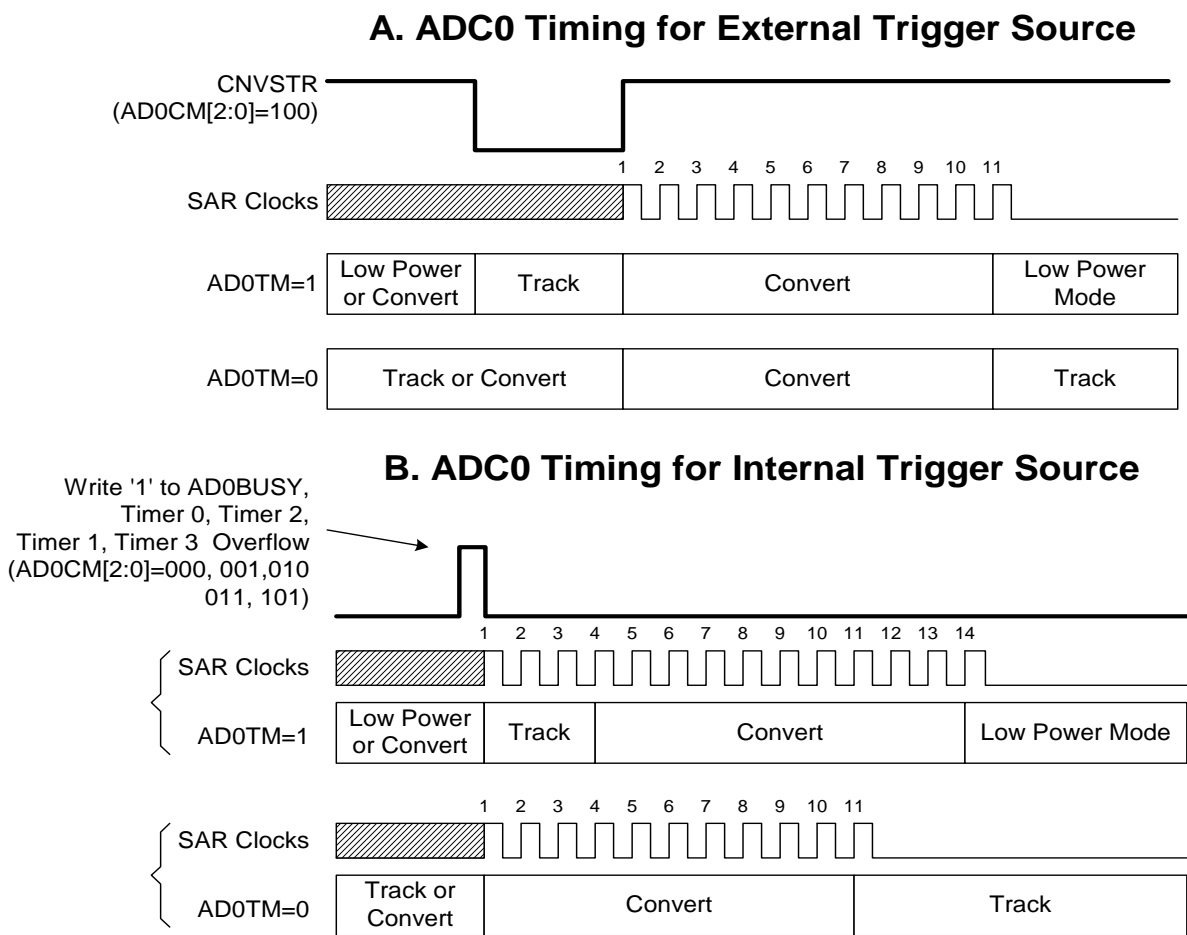 A. ADC0 Timing for External Trigger Source
CNVSTR
(AD0CM[2:0]=100)
1 2 3 4 5 6 7 8 9 10 11
SAR Clocks
AD0TM=1
Low Power
or Convert
Track
Convert
Low Power
Mode
AD0TM=0
Track or Convert
Convert
Track
B. ADC0 Timing for Internal Trigger Source
Write '1' to AD0BUSY,
Timer 0, Timer 2,
Timer 1, Timer 3 Overflow
(AD0CM[2:0]=000, 001,010
011, 101)
1 2 3 4 5 6 7 8 9 10 11 12 13 14
SAR Clocks
AD0TM=1
Low Power
or Convert
Track
Convert
Low Power Mode
1 2 3 4 5 6 7 8 9 10 11
SAR Clocks
AD0TM=0
Track or
Convert
Convert
Track